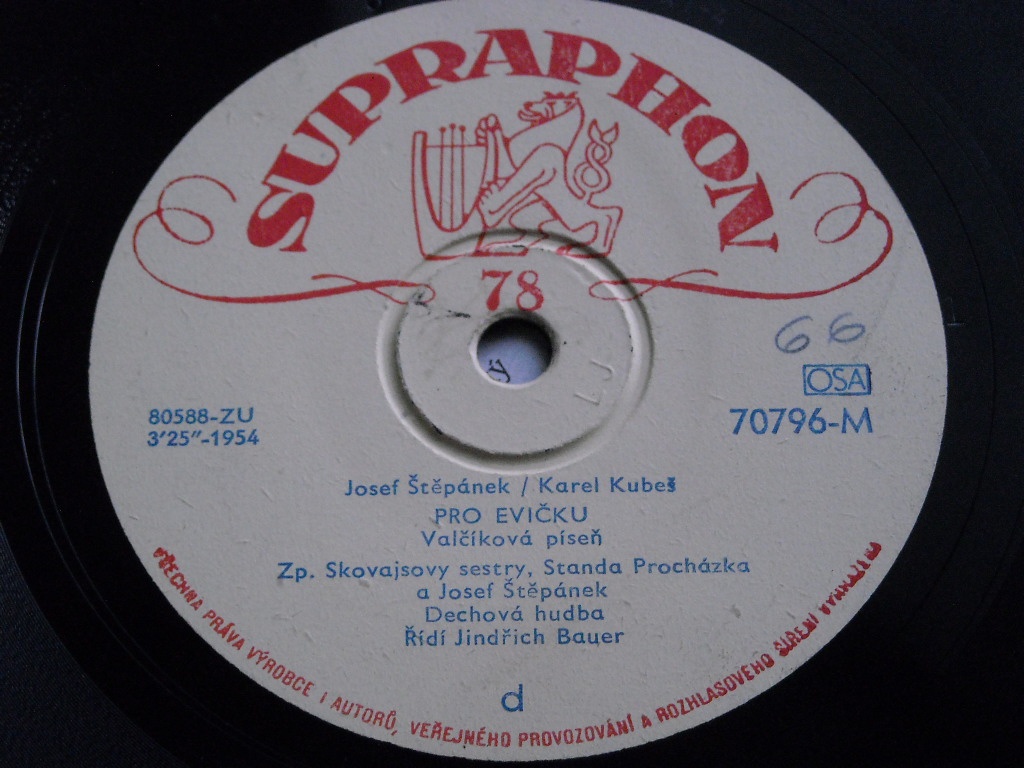 SUPRAPHON
78
66
OSA
80588-ZU
70796-M
3'25"-1954
Josef Štěpánek / Karel Kubeš
PRO EVIČKU
Valčíková píseň
Zp. Skovajsovy sestry, Standa Procházka
a Josef Štěpánek
Dechová hudba
Řídí Jindřich Bauer
d
VŠECHNA PRÁVA VÝROBCE I AUTORŮ, VEŘEJNÉHO PROVOZOVÁNÍ A ROZHLASOVÉHO ŠÍŘENÍ VYHRAZENA